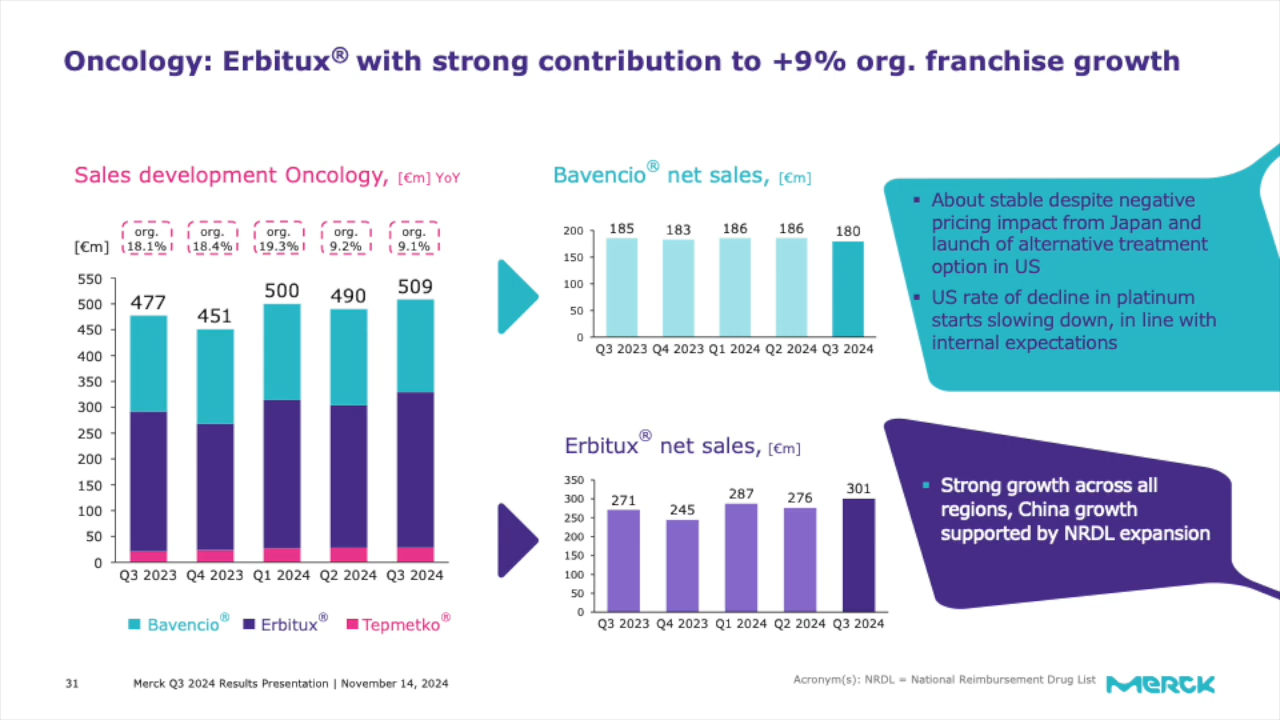 Oncology: Erbitux® with strong contribution to +9% org. franchise growth
Sales development Oncology, [€m] YoY
[€m]
org. 18.1%
org. 18.4%
org. 19.3%
org. 9.2%
org. 9.1%
550
500
450
400
350
300
250
200
150
100
50
0
477
451
500
490
509
Q3 2023 Q4 2023 Q1 2024 Q2 2024 Q3 2024
Bavencio® Erbitux® Tepmetko®
Bavencio® net sales, [€m]
200
150
100
50
0
185
183
186
186
180
Q3 2023 Q4 2023 Q1 2024 Q2 2024 Q3 2024
▪ About stable despite negative
pricing impact from Japan and
launch of alternative treatment
option in US
▪ US rate of decline in platinum
starts slowing down, in line with
internal expectations
Erbitux® net sales, [€m]
350
300
250
200
150
100
50
0
271
245
287
276
301
Q3 2023 Q4 2023 Q1 2024 Q2 2024 Q3 2024
▪ Strong growth across all
regions, China growth
supported by NRDL expansion
31
Merck Q3 2024 Results Presentation | November 14, 2024
Acronym(s): NRDL = National Reimbursement Drug List
MERCK